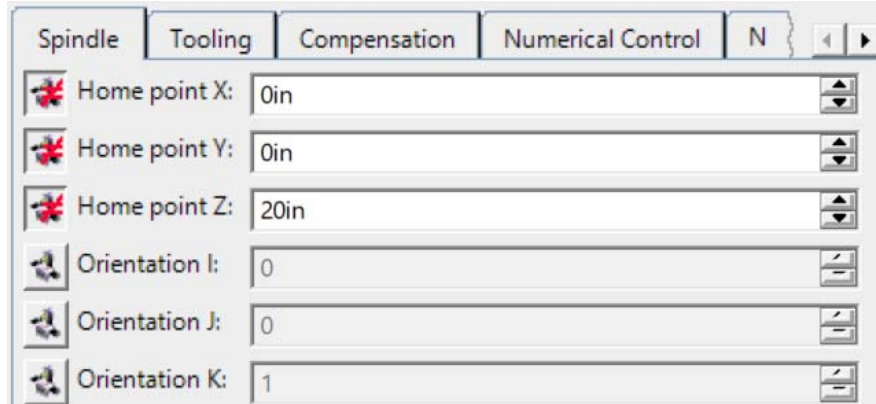 Spindle Tooling Compensation Numerical Control N
Home point X: 0in
Home point Y: 0in
Home point Z: 20in
Orientation I: 0
Orientation J: 0
Orientation K: 1